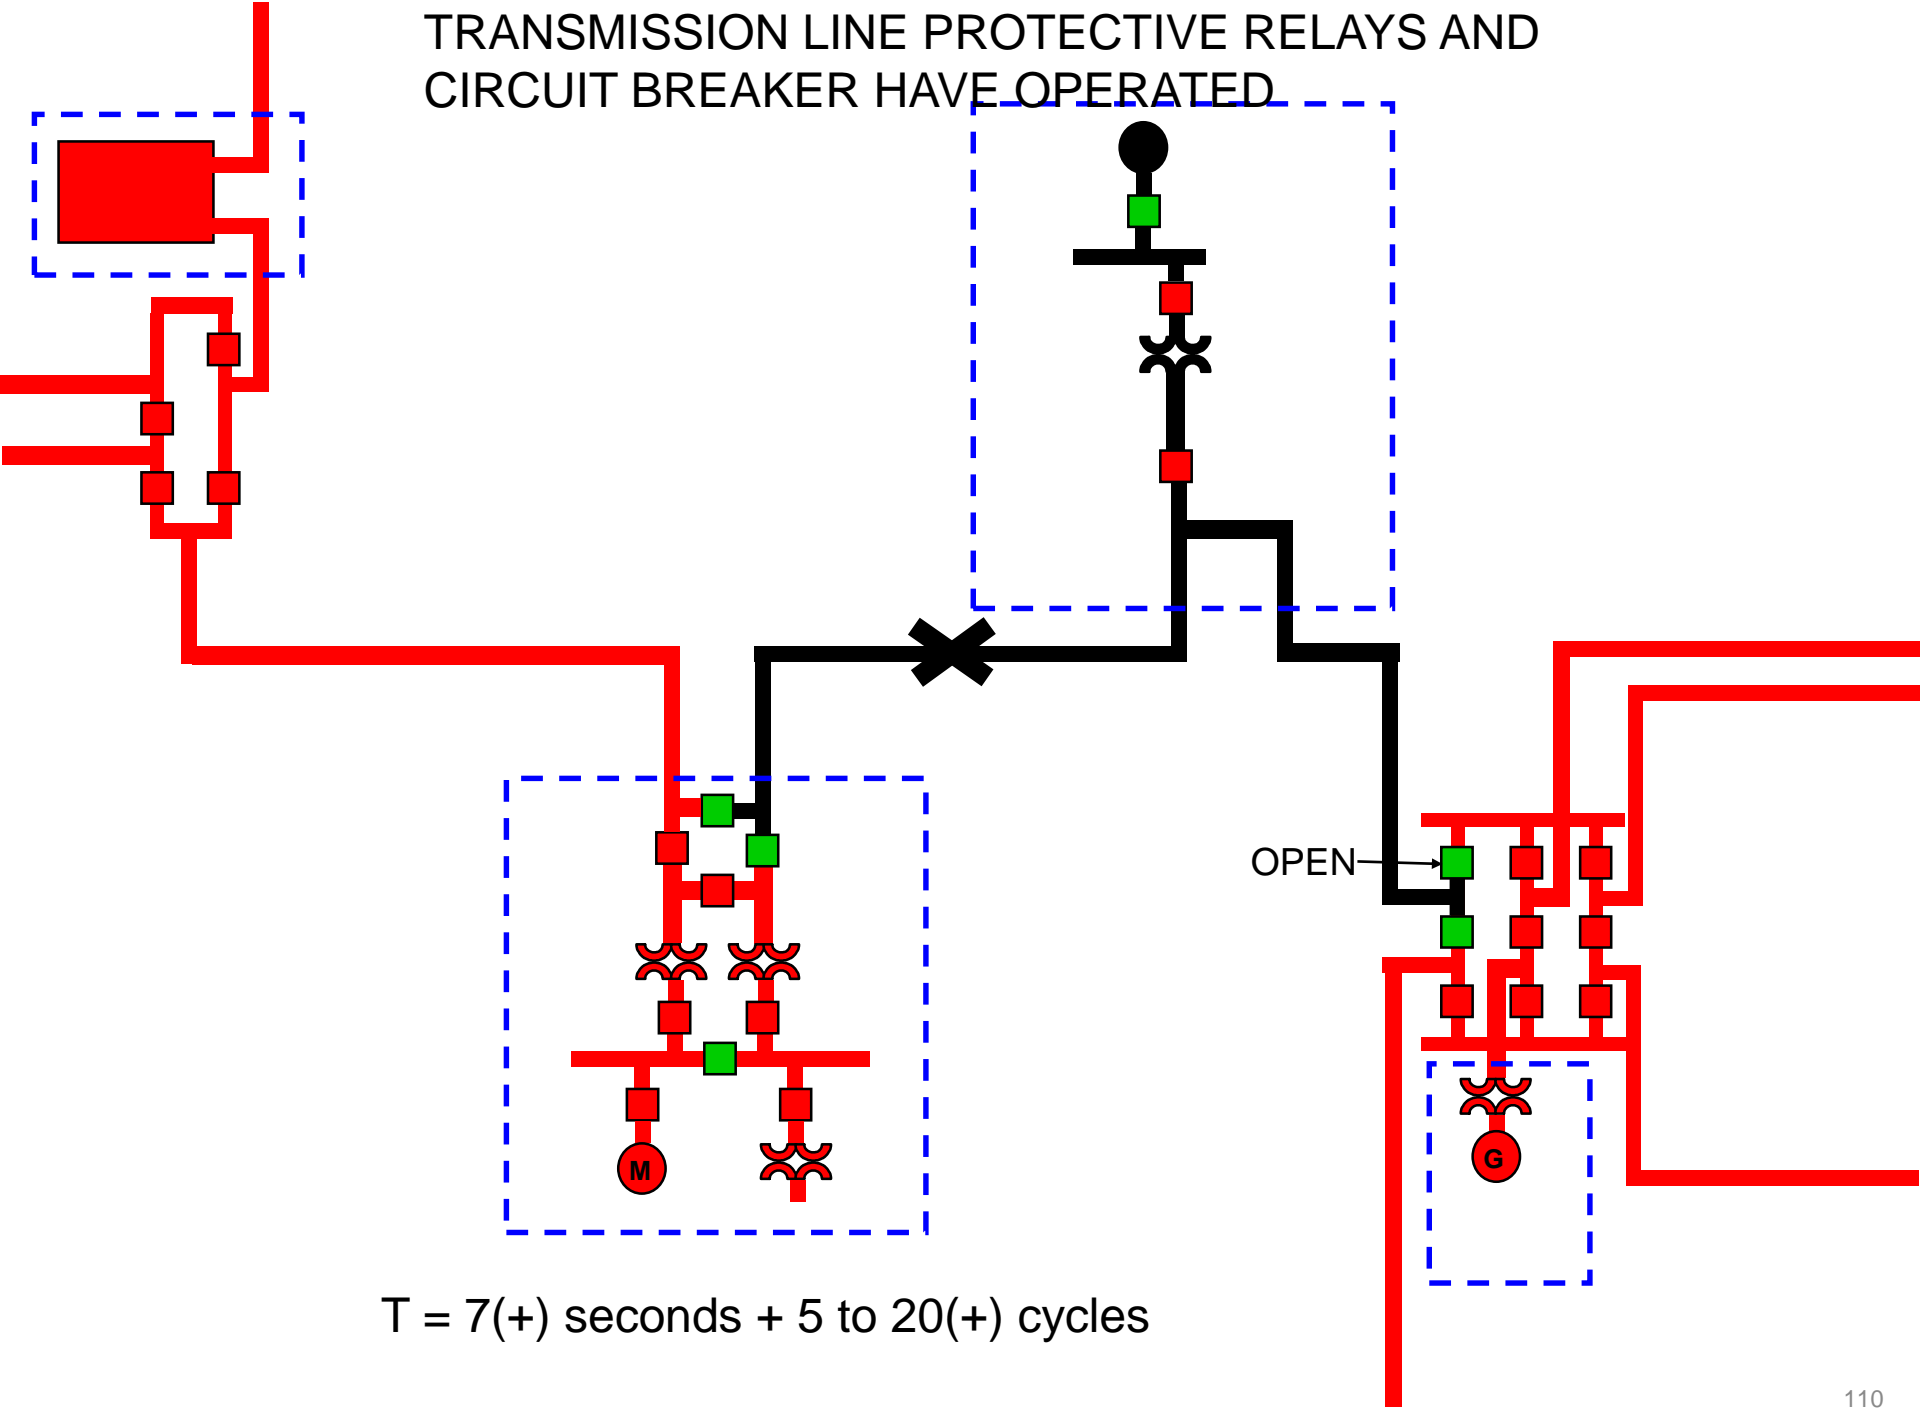 TRANSMISSION LINE PROTECTIVE RELAYS AND
CIRCUIT BREAKER HAVE OPERATED
OPEN
M
G
T = 7(+) seconds + 5 to 20(+) cycles
110